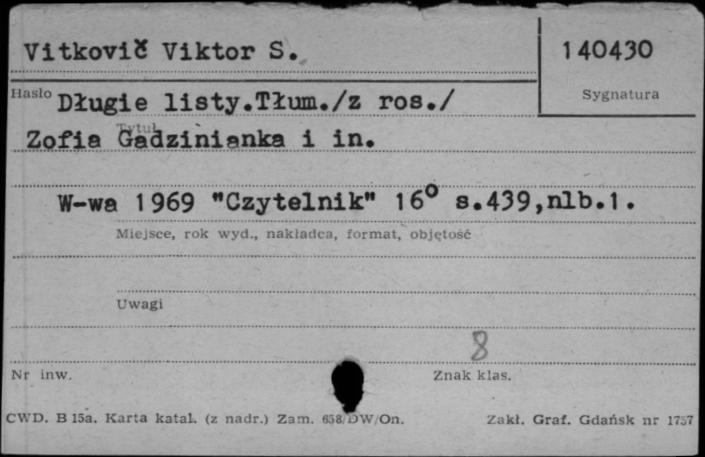 Vitkovič Viktor S.
140430
Hasło
Sygnatura
Długie listy.Tłum./z ros./
Tytuł
Zofia Gadzinianka i in.
W-wa 1969 "Czytelnik" 16° s.439,nlb.1.
Miejsce, rok wyd., nakładca, format, objętość
Uwagi
8
Nr inw.
Znak klas.
CWD. B 15a. Karta katal. (z nadr.) Zam. 658/DW/On.
Zakł. Graf. Gdańsk nr 1757